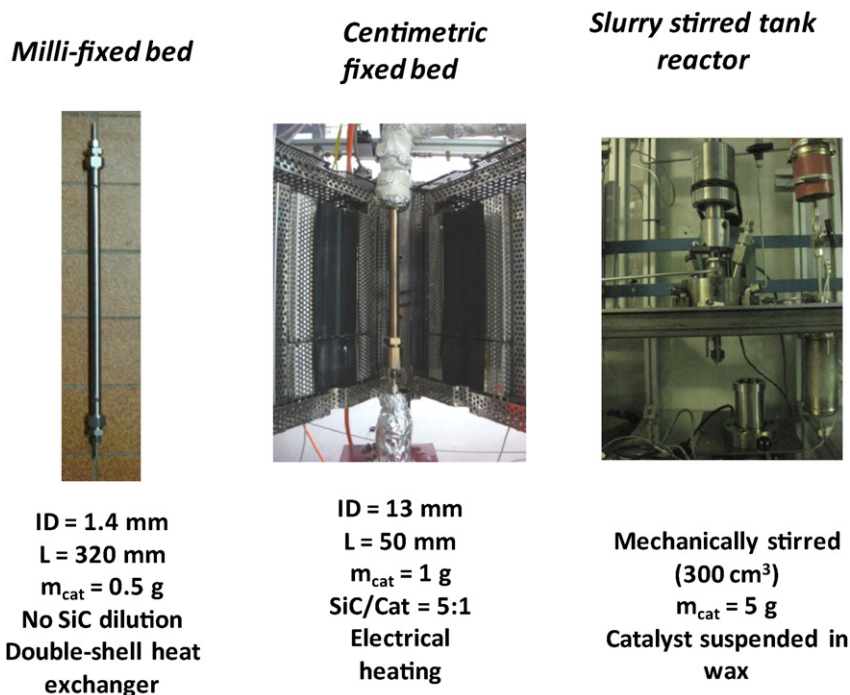 Milli-fixed bed
Centimetric
fixed bed
Slurry stirred tank
reactor
ID = 1.4 mm
L = 320 mm
mcat = 0.5 g
No SiC dilution
Double-shell heat
exchanger
ID = 13 mm
L = 50 mm
mcat = 1 g
SiC/Cat = 5:1
Electrical
heating
Mechanically stirred
(300 cm³)
mcat = 5 g
Catalyst suspended in
wax